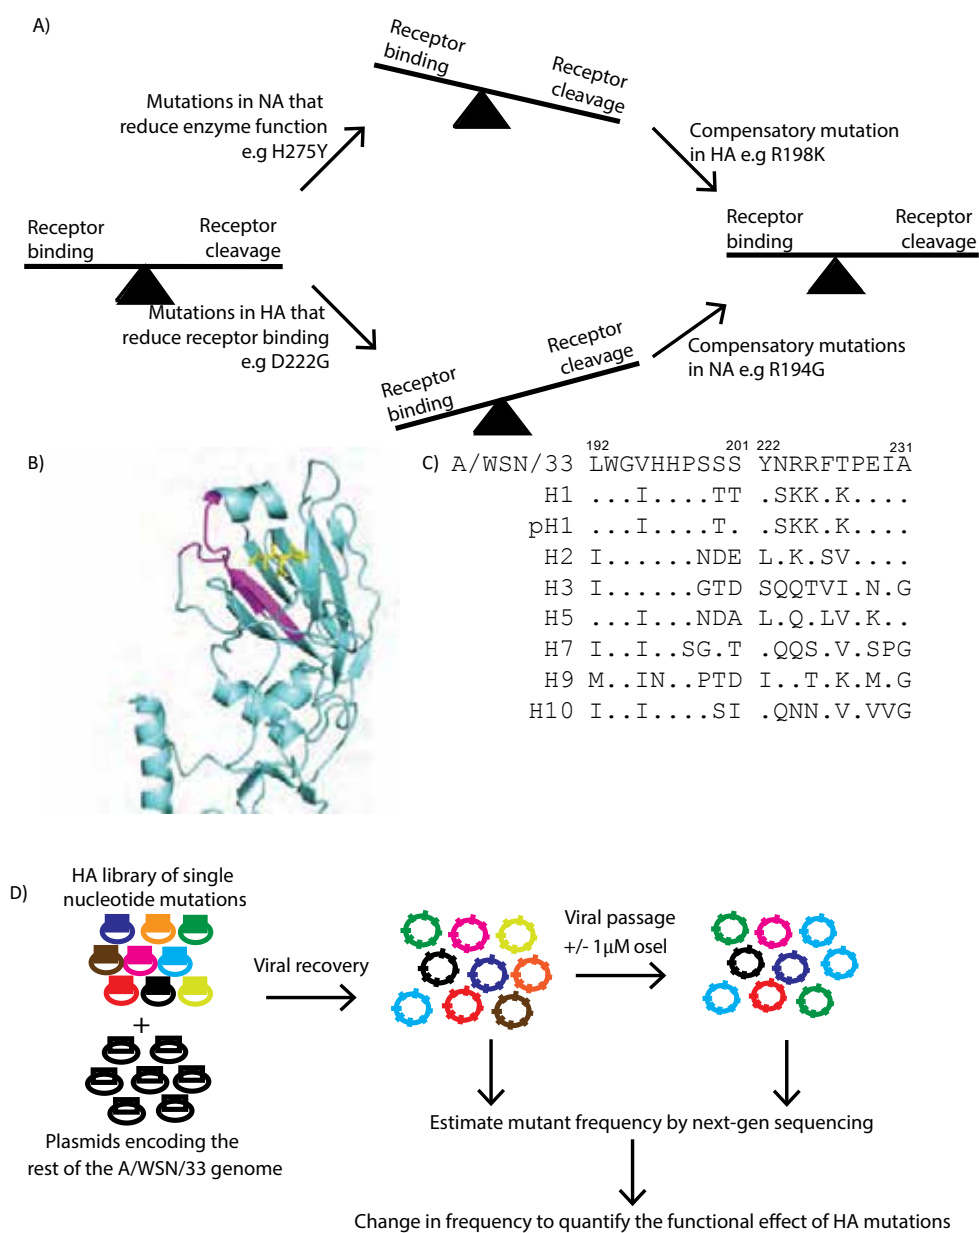 A)
Receptor
binding
Receptor
cleavage
Mutations in NA that
reduce enzyme function
e.g H275Y
Compensatory mutation
in HA e.g R198K
Receptor
binding
Receptor
cleavage
Receptor
binding
Receptor
cleavage
Mutations in HA that
reduce receptor binding
e.g D222G
Receptor
binding
Receptor
cleavage
Compensatory mutations
in NA e.g R194G
B)
C)
192 201 222 231
A/WSN/33 LWGVHHPSSS YNRRFTPEIA
H1 ...I....TT .SKK.K....
pH1 ...I....T. .SKK.K....
H2 I......NDE L.K.SV....
H3 I......GTD SQQTVI.N.G
H5 ...I...NDA L.Q.LV.K..
H7 I..I..SG.T .QQS.V.SPG
H9 M..IN..PTD I..T.K.M.G
H10 I..I....SI .QNN.V.VVG
D)
HA library of single
nucleotide mutations
+
Plasmids encoding the
rest of the A/WSN/33 genome
Viral recovery
Viral passage
+/- 1µM osel
Estimate mutant frequency by next-gen sequencing
Change in frequency to quantify the functional effect of HA mutations